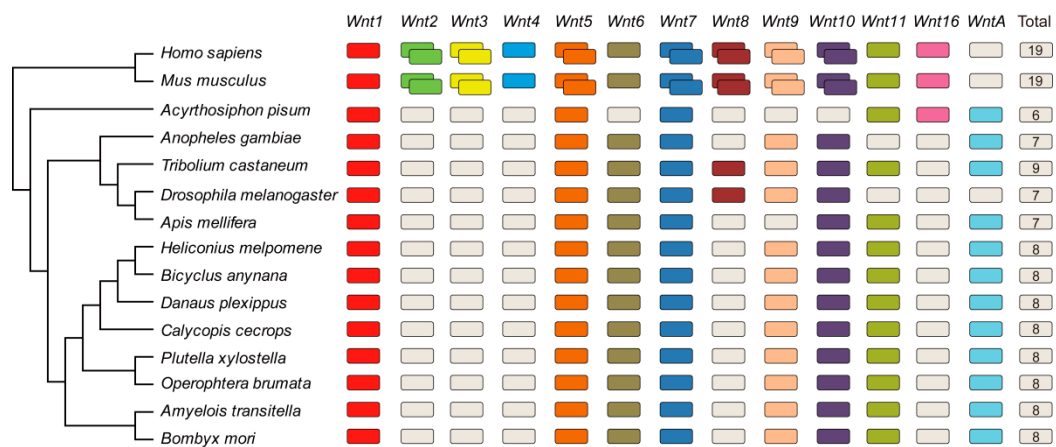 Wnt1 Wnt2 Wnt3 Wnt4 Wnt5 Wnt6 Wnt7 Wnt8 Wnt9 Wnt10 Wnt11 Wnt16 WntA Total
Homo sapiens 19
Mus musculus 19
Acyrthosiphon pisum 6
Anopheles gambiae 7
Tribolium castaneum 9
Drosophila melanogaster 7
Apis mellifera 7
Heliconius melpomene 8
Bicyclus anynana 8
Danaus plexippus 8
Calycopis cecrops 8
Plutella xylostella 8
Operophtera brumata 8
Amyelois transitella 8
Bombyx mori 8